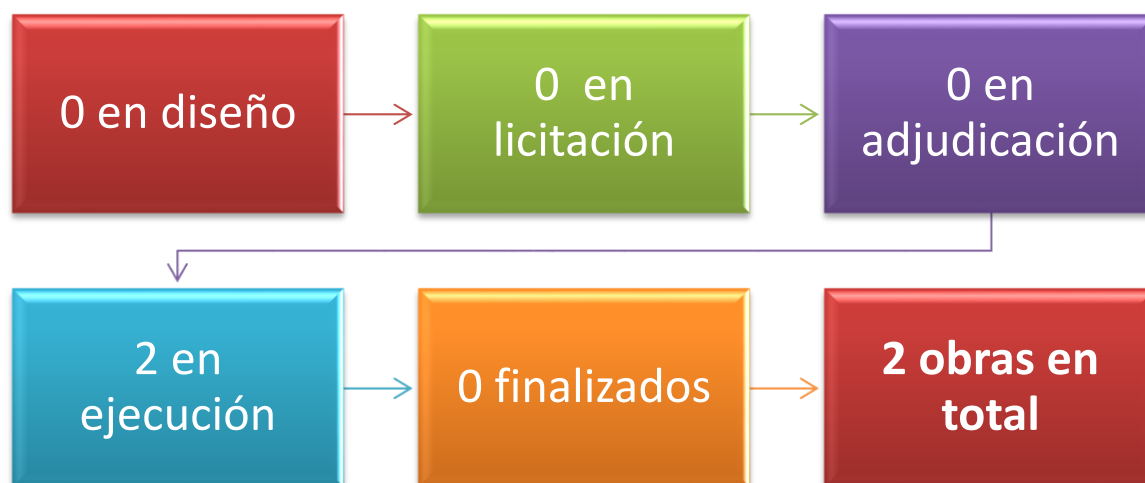 0 en diseño
0 en
licitación
0 en
adjudicación
2 en
ejecución
0 finalizados
2 obras en
total